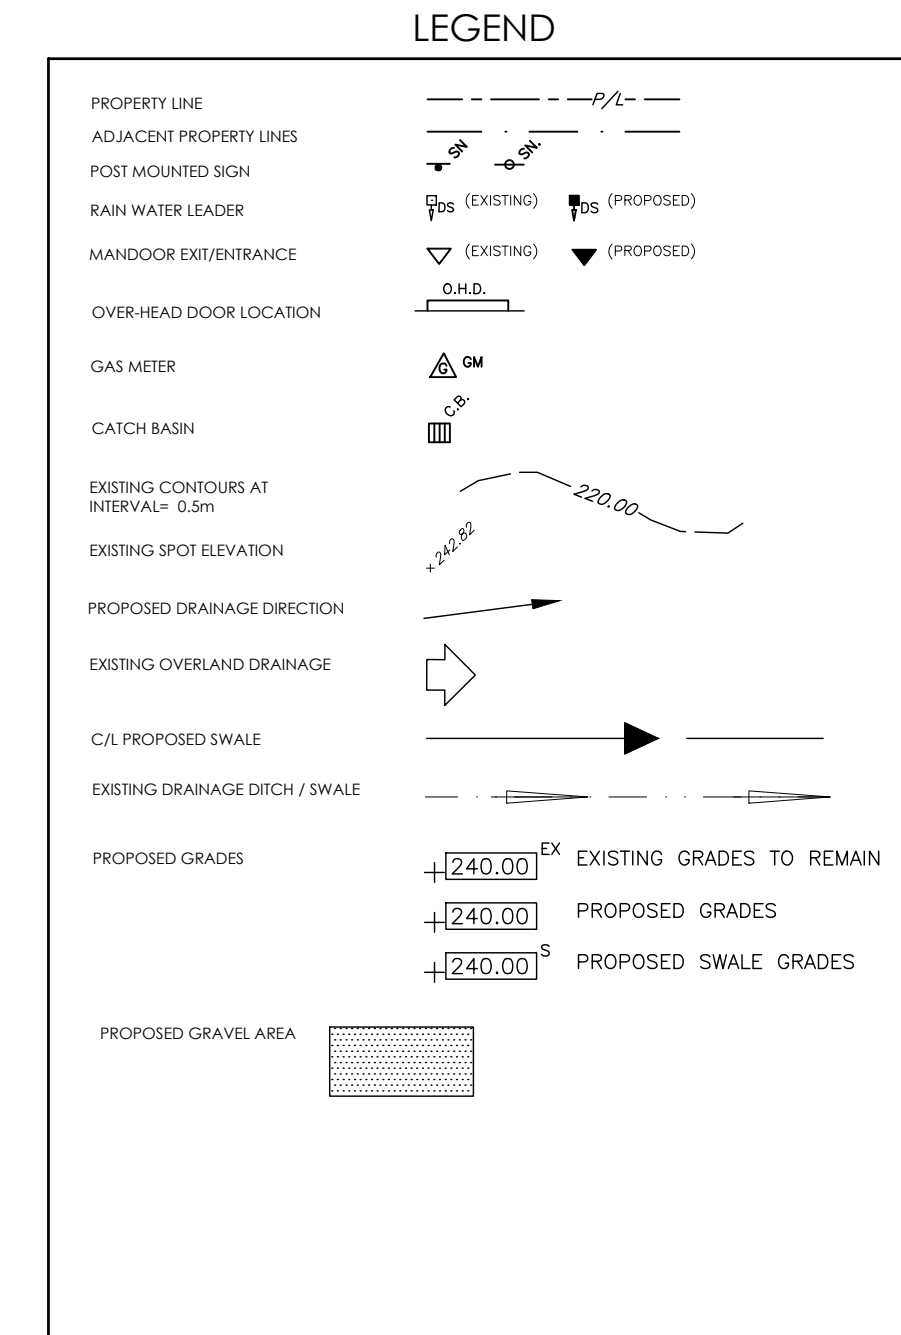 LEGEND
PROPERTY LINE P/L
ADJACENT PROPERTY LINES
POST MOUNTED SIGN SN SN.
RAIN WATER LEADER DS (EXISTING) DS (PROPOSED)
MANDOOR EXIT/ENTRANCE (EXISTING) (PROPOSED)
OVER-HEAD DOOR LOCATION O.H.D.
GAS METER G GM
CATCH BASIN C.B.
EXISTING CONTOURS AT
INTERVAL= 0.5m 220.00
EXISTING SPOT ELEVATION +242.82
PROPOSED DRAINAGE DIRECTION
EXISTING OVERLAND DRAINAGE
C/L PROPOSED SWALE
EXISTING DRAINAGE DITCH / SWALE
PROPOSED GRADES 240.00 EX EXISTING GRADES TO REMAIN
240.00 PROPOSED GRADES
240.00 S PROPOSED SWALE GRADES
PROPOSED GRAVEL AREA